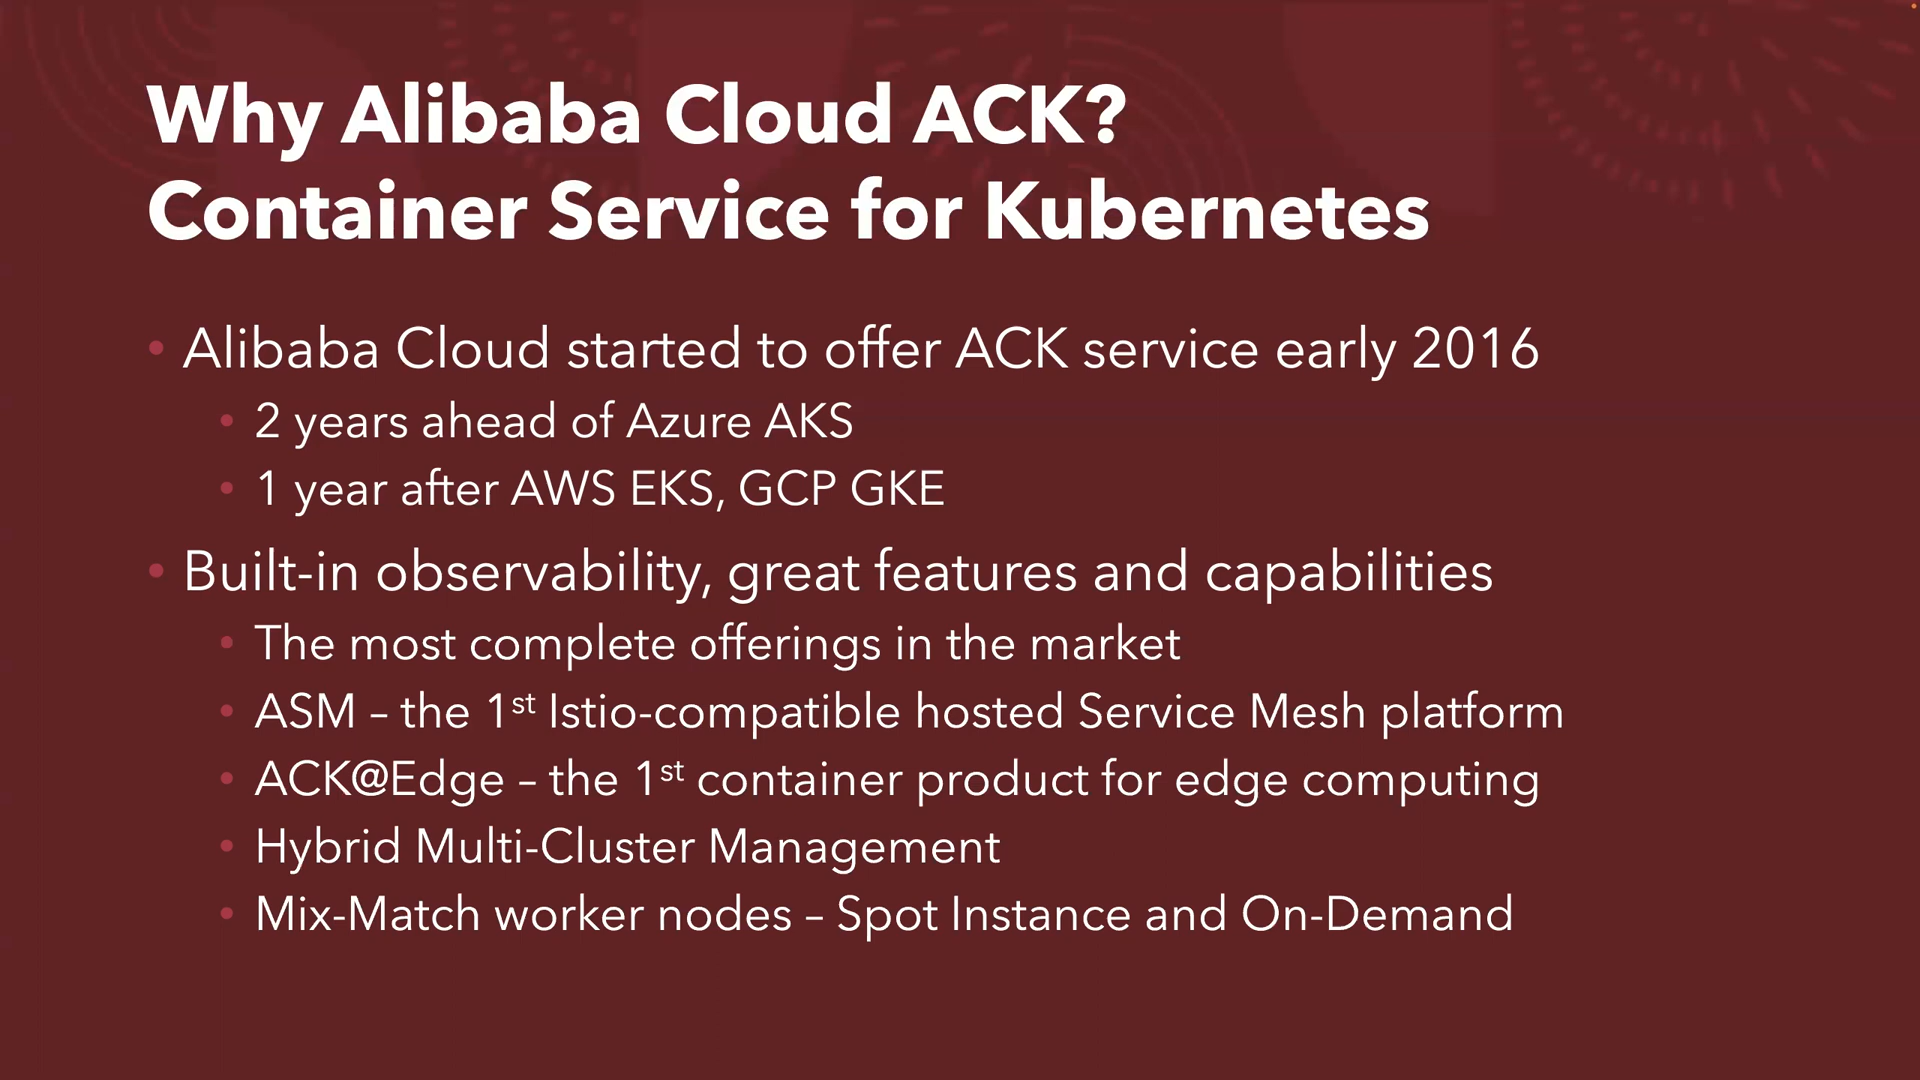 Why Alibaba Cloud ACK?
Container Service for Kubernetes
• Alibaba Cloud started to offer ACK service early 2016
• 2 years ahead of Azure AKS
• 1 year after AWS EKS, GCP GKE
• Built-in observability, great features and capabilities
• The most complete offerings in the market
• ASM – the 1st Istio-compatible hosted Service Mesh platform
• ACK@Edge – the 1st container product for edge computing
• Hybrid Multi-Cluster Management
• Mix-Match worker nodes – Spot Instance and On-Demand